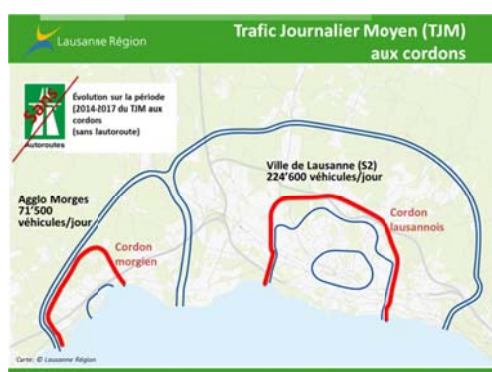 Lausanne Région
Trafic Journalier Moyen (TJM)
aux cordons
Sans
Autoroutes
Évolution sur la période
(2014-2017 du TJM aux
cordons
(sans lautoroute)
Ville de Lausanne (S2)
224'600 véhicules/jour
Agglo Morges
71'500
véhicules/jour
Cordon
morgien
Cordon
lausannois
Carte: © Lausanne Région